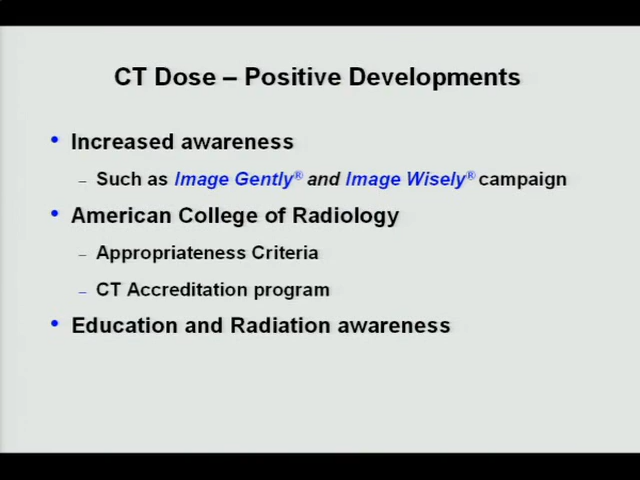 CT Dose – Positive Developments
• Increased awareness
– Such as Image Gently® and Image Wisely® campaign
• American College of Radiology
– Appropriateness Criteria
– CT Accreditation program
• Education and Radiation awareness